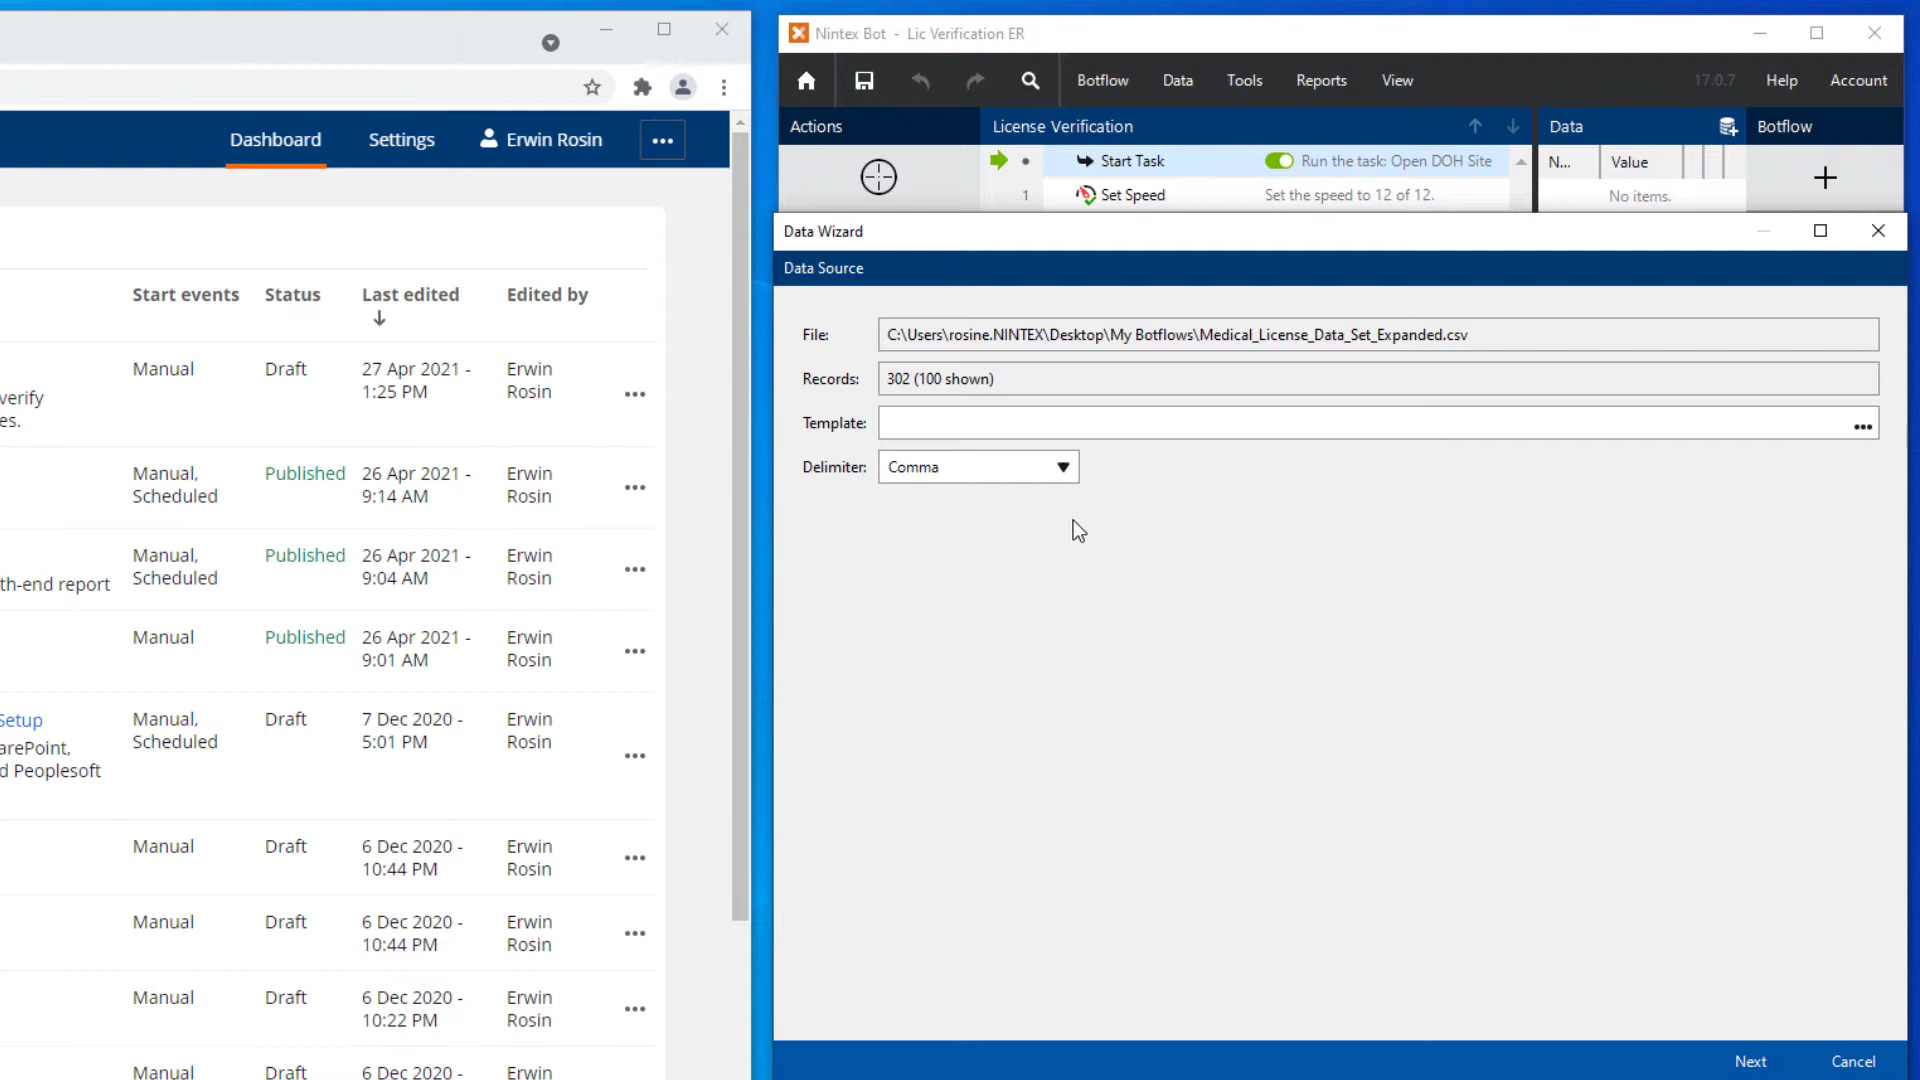 Dashboard Settings Erwin Rosin
Start events Status Last edited Edited by
Manual Draft 27 Apr 2021 - Erwin
1:25 PM Rosin
verify
es.
Manual, Published 26 Apr 2021 - Erwin
Scheduled 9:14 AM Rosin
Manual, Published 26 Apr 2021 - Erwin
Scheduled 9:04 AM Rosin
th-end report
Manual Published 26 Apr 2021 - Erwin
9:01 AM Rosin
Setup Manual, Draft 7 Dec 2020 - Erwin
arePoint, Scheduled 5:01 PM Rosin
d Peoplesoft
Manual Draft 6 Dec 2020 - Erwin
10:44 PM Rosin
Manual Draft 6 Dec 2020 - Erwin
10:44 PM Rosin
Manual Draft 6 Dec 2020 - Erwin
10:22 PM Rosin
Manual Draft 6 Dec 2020 - Erwin
Nintex Bot - Lic Verification ER
Botflow Data Tools Reports View 17.0.7 Help Account
Actions License Verification Data Botflow
Start Task Run the task: Open DOH Site N... Value
1 Set Speed Set the speed to 12 of 12. No items.
Data Wizard
Data Source
File: C:\Users\rosine.NINTEX\Desktop\My Botflows\Medical_License_Data_Set_Expanded.csv
Records: 302 (100 shown)
Template:
Delimiter: Comma
Next Cancel